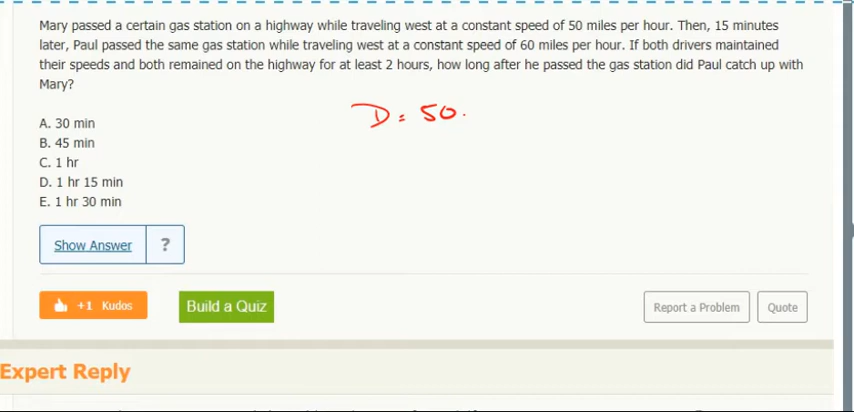 Mary passed a certain gas station on a highway while traveling west at a constant speed of 50 miles per hour. Then, 15 minutes
later, Paul passed the same gas station while traveling west at a constant speed of 60 miles per hour. If both drivers maintained
their speeds and both remained on the highway for at least 2 hours, how long after he passed the gas station did Paul catch up with
Mary?
D = 50.
A. 30 min
B. 45 min
C. 1 hr
D. 1 hr 15 min
E. 1 hr 30 min
Show Answer ?
+1 Kudos Build a Quiz Report a Problem Quote
Expert Reply